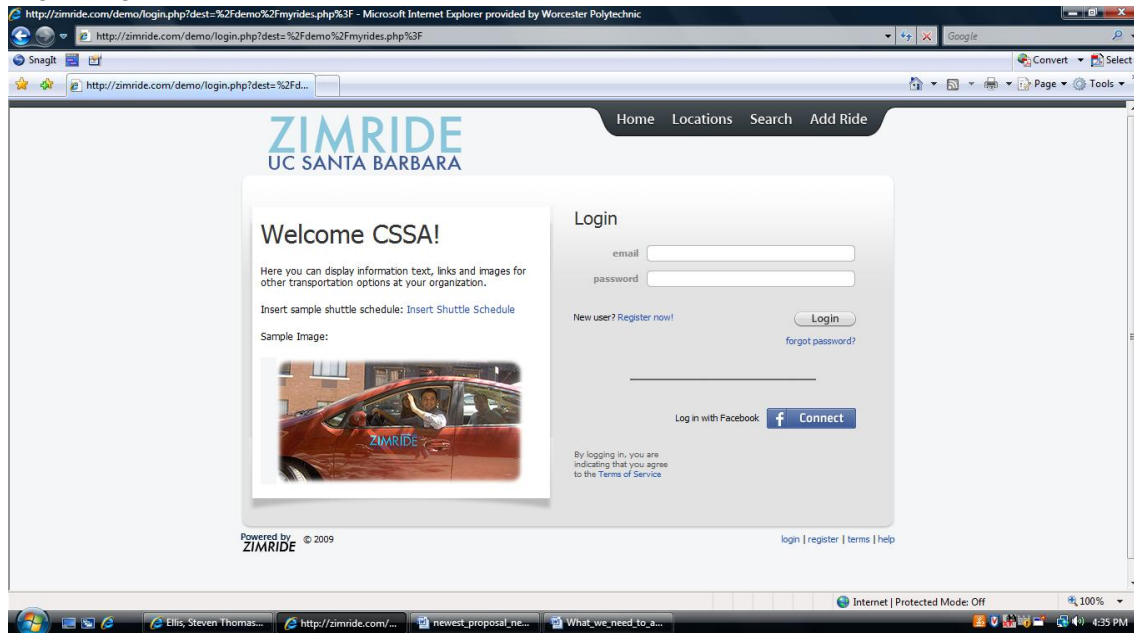 http://zimride.com/demo/login.php?dest=%2Fdemo%2Fmyrides.php%3F - Microsoft Internet Explorer provided by Worcester Polytechnic
http://zimride.com/demo/login.php?dest=%2Fdemo%2Fmyrides.php%3F
Google
SnagIt
Convert
Select
http://zimride.com/demo/login.php?dest=%2Fd...
Page
Tools
Home Locations Search Add Ride
ZIMRIDE
UC SANTA BARBARA
Welcome CSSA!
Here you can display information text, links and images for
other transportation options at your organization.
Insert sample shuttle schedule: Insert Shuttle Schedule
Sample Image:
ZIMRIDE
Login
email
password
New user? Register now!
Login
forgot password?
Log in with Facebook
f Connect
By logging in, you are
indicating that you agree
to the Terms of Service
Powered by
ZIMRIDE
© 2009
login | register | terms | help
Internet | Protected Mode: Off
100%
Ellis, Steven Thomas...
http://zimride.com/...
newest_proposal_ne...
What_we_need_to_a...
4:35 PM